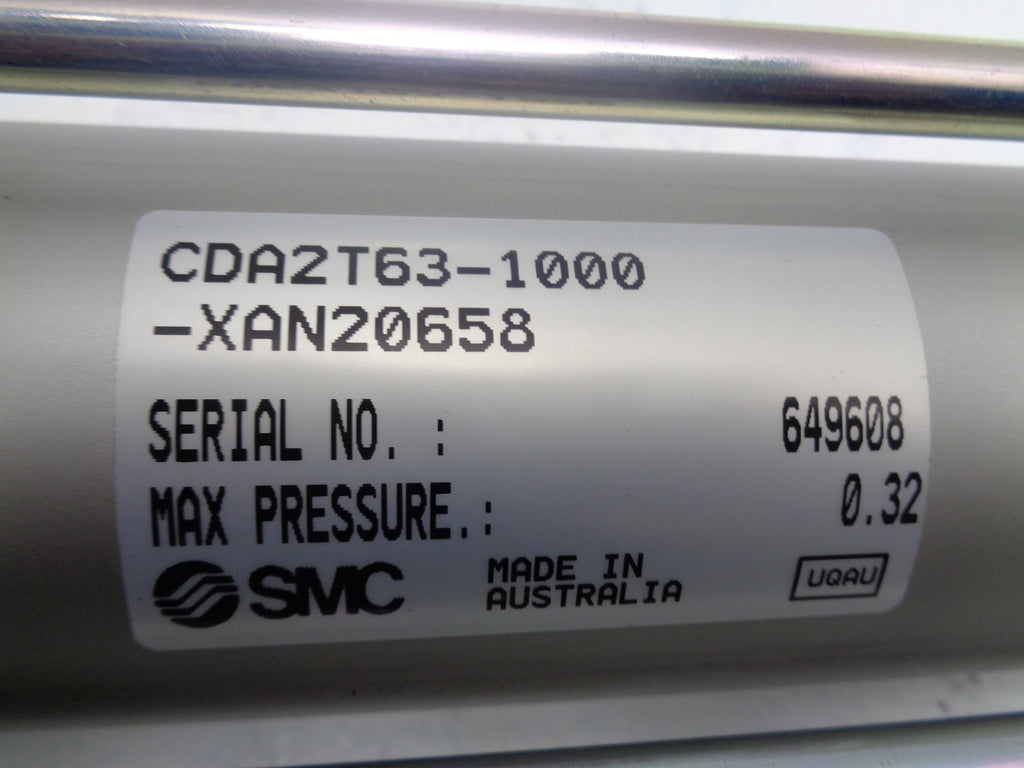 CDA2T63-1000
-XAN20658
SERIAL NO. : 649608
MAX PRESSURE.: 0.32
SMC MADE IN AUSTRALIA UQAU